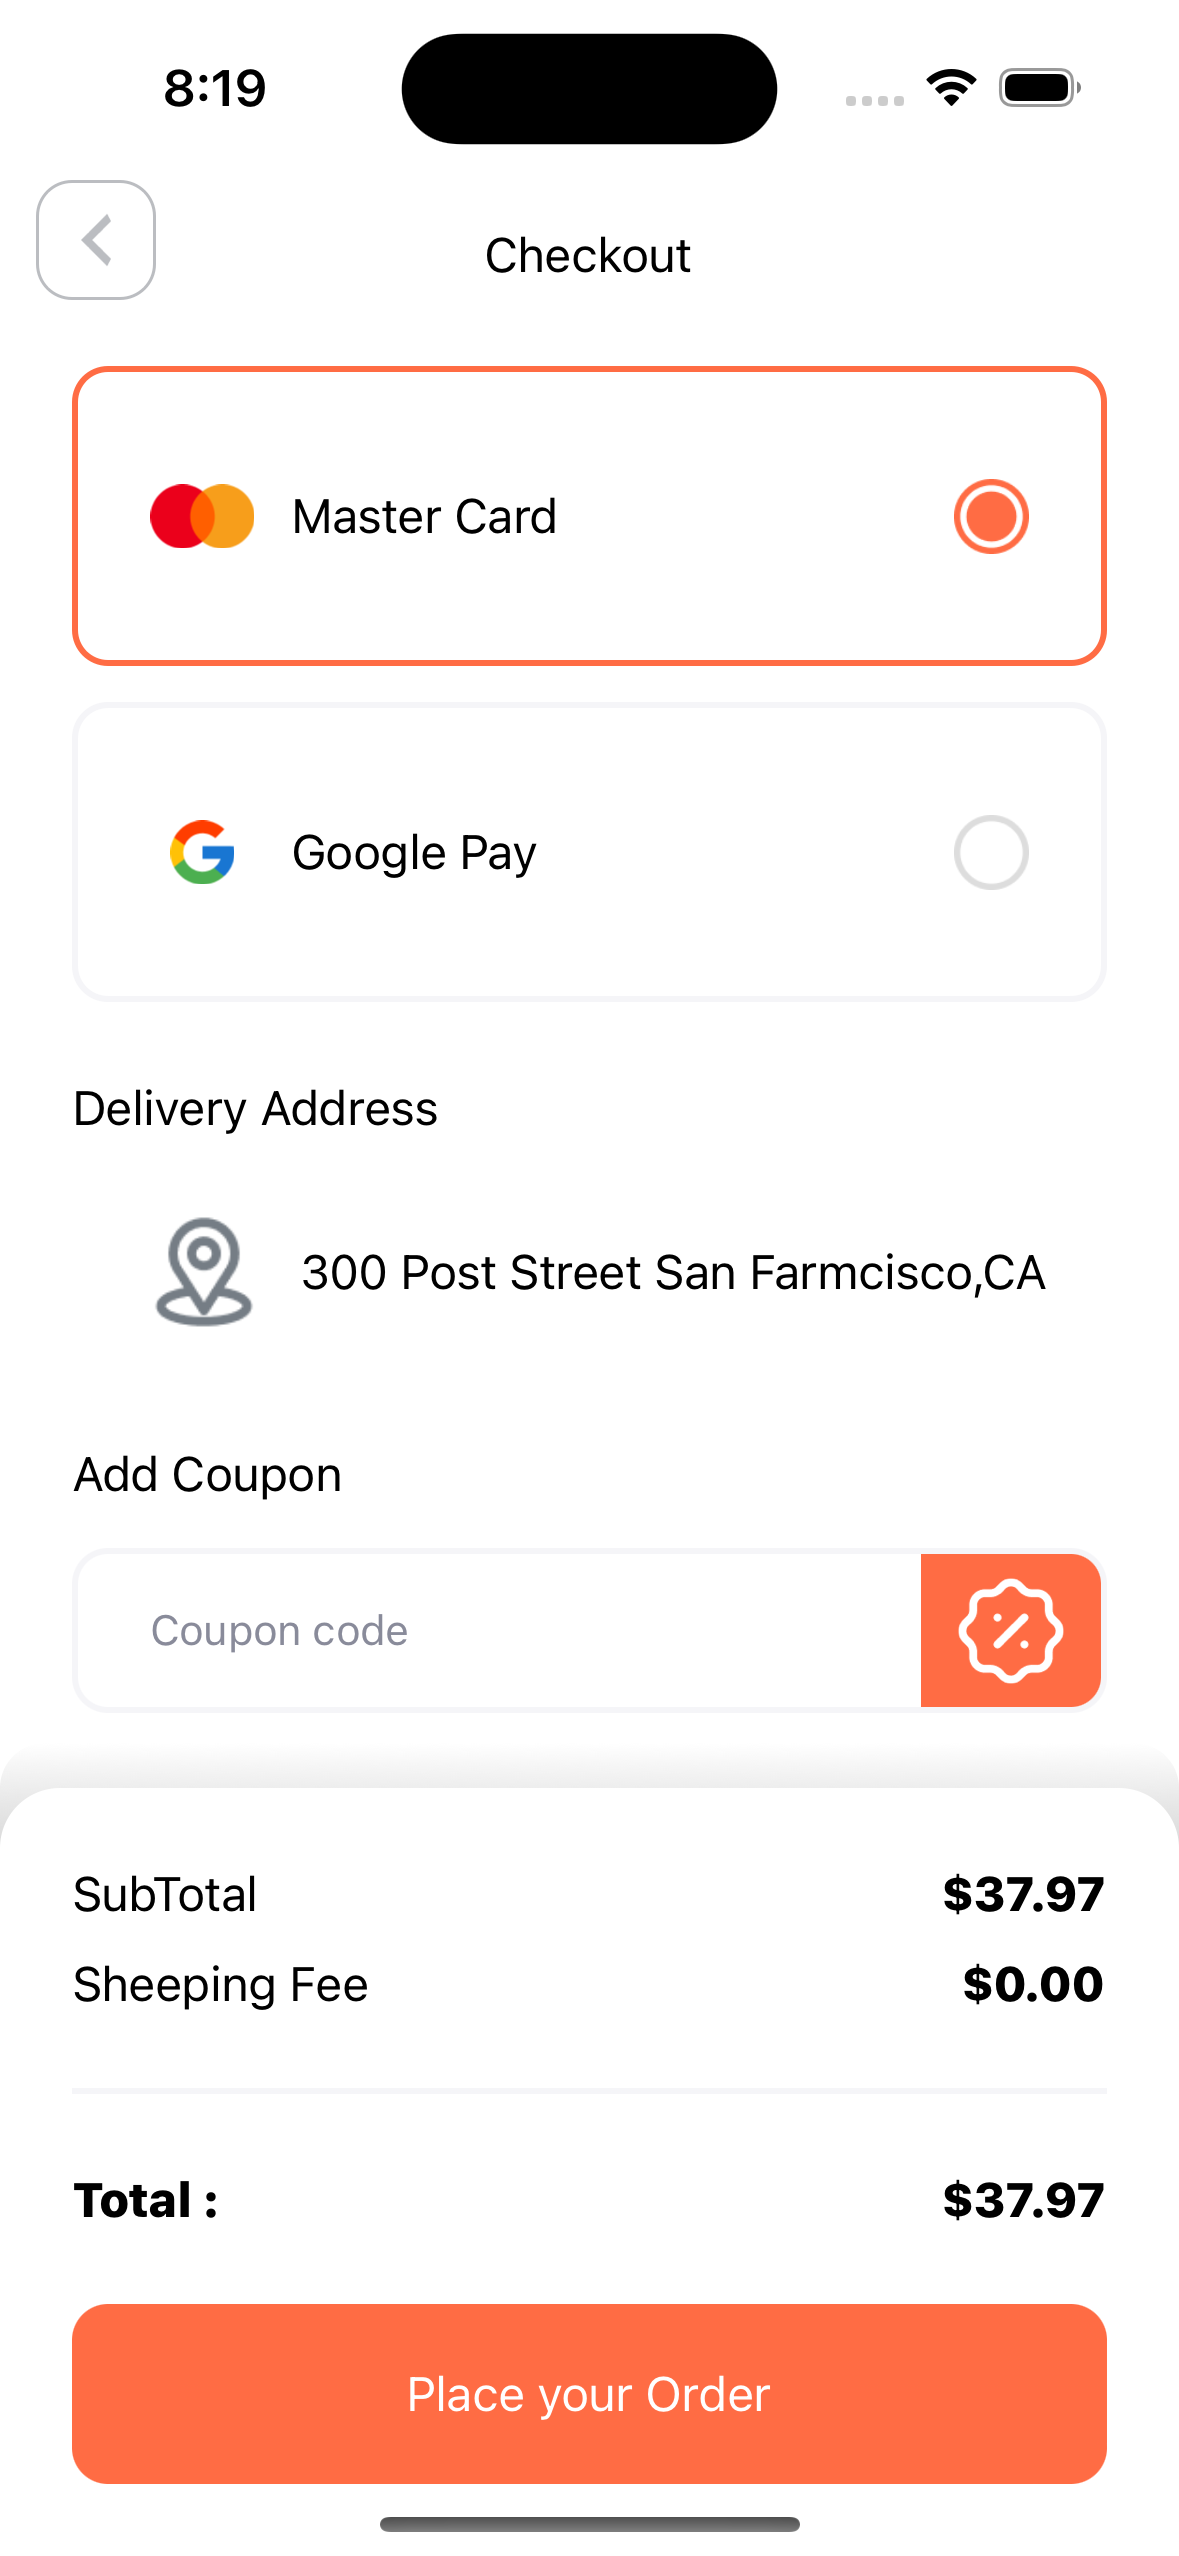 8:19
Checkout
Master Card
Google Pay
Delivery Address
300 Post Street San Farmcisco,CA
Add Coupon
Coupon code
SubTotal $37.97
Sheeping Fee $0.00
Total : $37.97
Place your Order